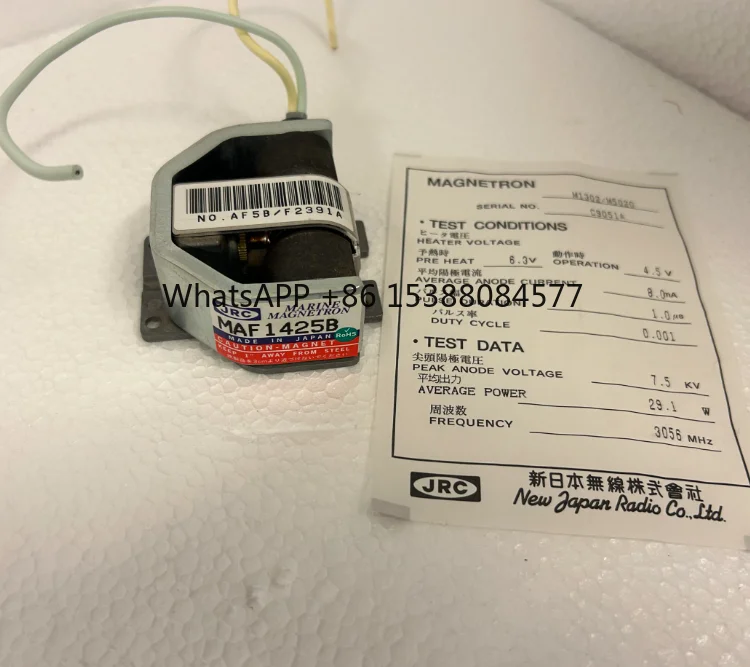 NO. AF5B/F2391A
JRC MARINE MAGNETRON
MAF1425B
MADE IN JAPAN RoHS
CAUTION-MAGNET
KEEP 1" AWAY FROM STEEL
WhatsAPP +86 15388084577
MAGNETRON
SERIAL NO.
・TEST CONDITIONS
ヒータ電圧
HEATER VOLTAGE
予熱時 動作時
PRE HEAT 6.3V OPERATION 4.5 V
平均陽極電流
AVERAGE ANODE CURRENT 9.0mA
パルス率 1.0μs
DUTY CYCLE 0.001
・TEST DATA
尖頭陽極電圧
PEAK ANODE VOLTAGE 7.5 KV
平均出力
AVERAGE POWER 29.1 W
周波数
FREQUENCY 3056 MHz
JRC 新日本無線株式會社
New Japan Radio Co., Ltd.